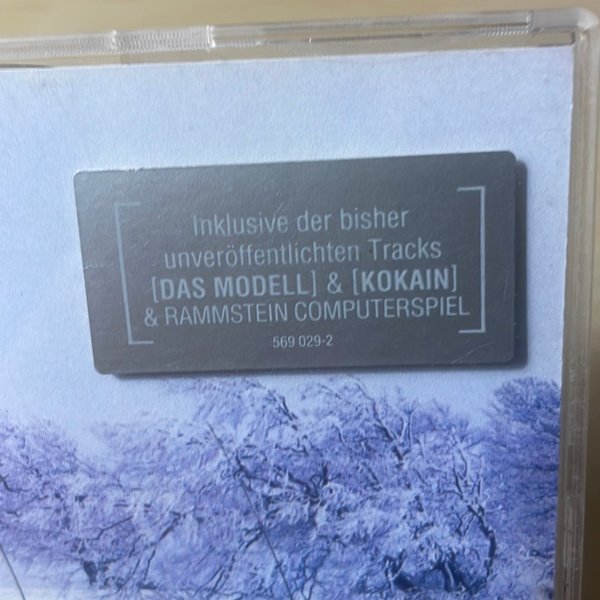 Inklusive der bisher
unveröffentlichten Tracks
[DAS MODELL] & [KOKAIN]
& RAMMSTEIN COMPUTERSPIEL
569 029-2